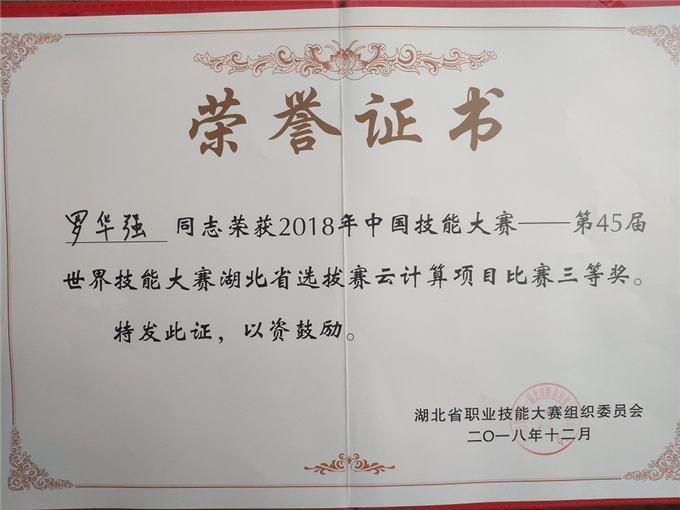 荣誉证书
罗华强 同志荣获2018年中国技能大赛——第45届
世界技能大赛湖北省选拔赛云计算项目比赛三等奖。
特发此证，以资鼓励。
湖北省职业技能大赛组织委员会
二〇一八年十二月